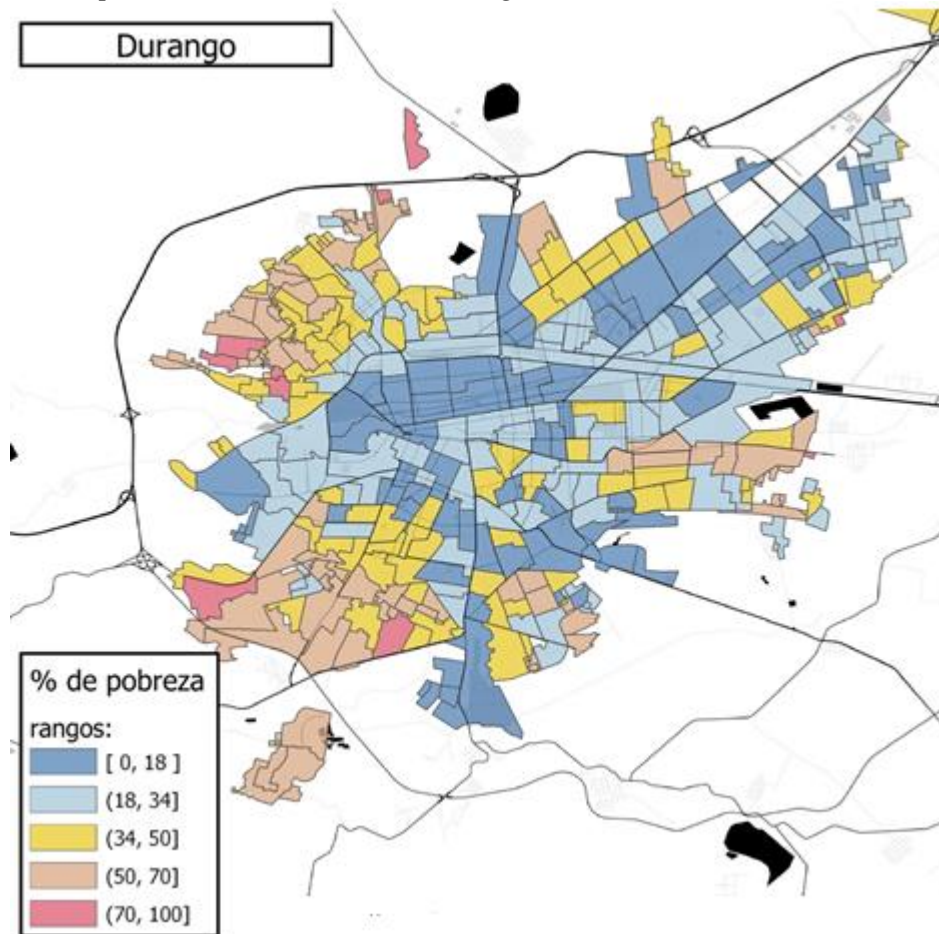 Durango
% de pobreza
rangos:
[ 0, 18 ]
(18, 34]
(34, 50]
(50, 70]
(70, 100]